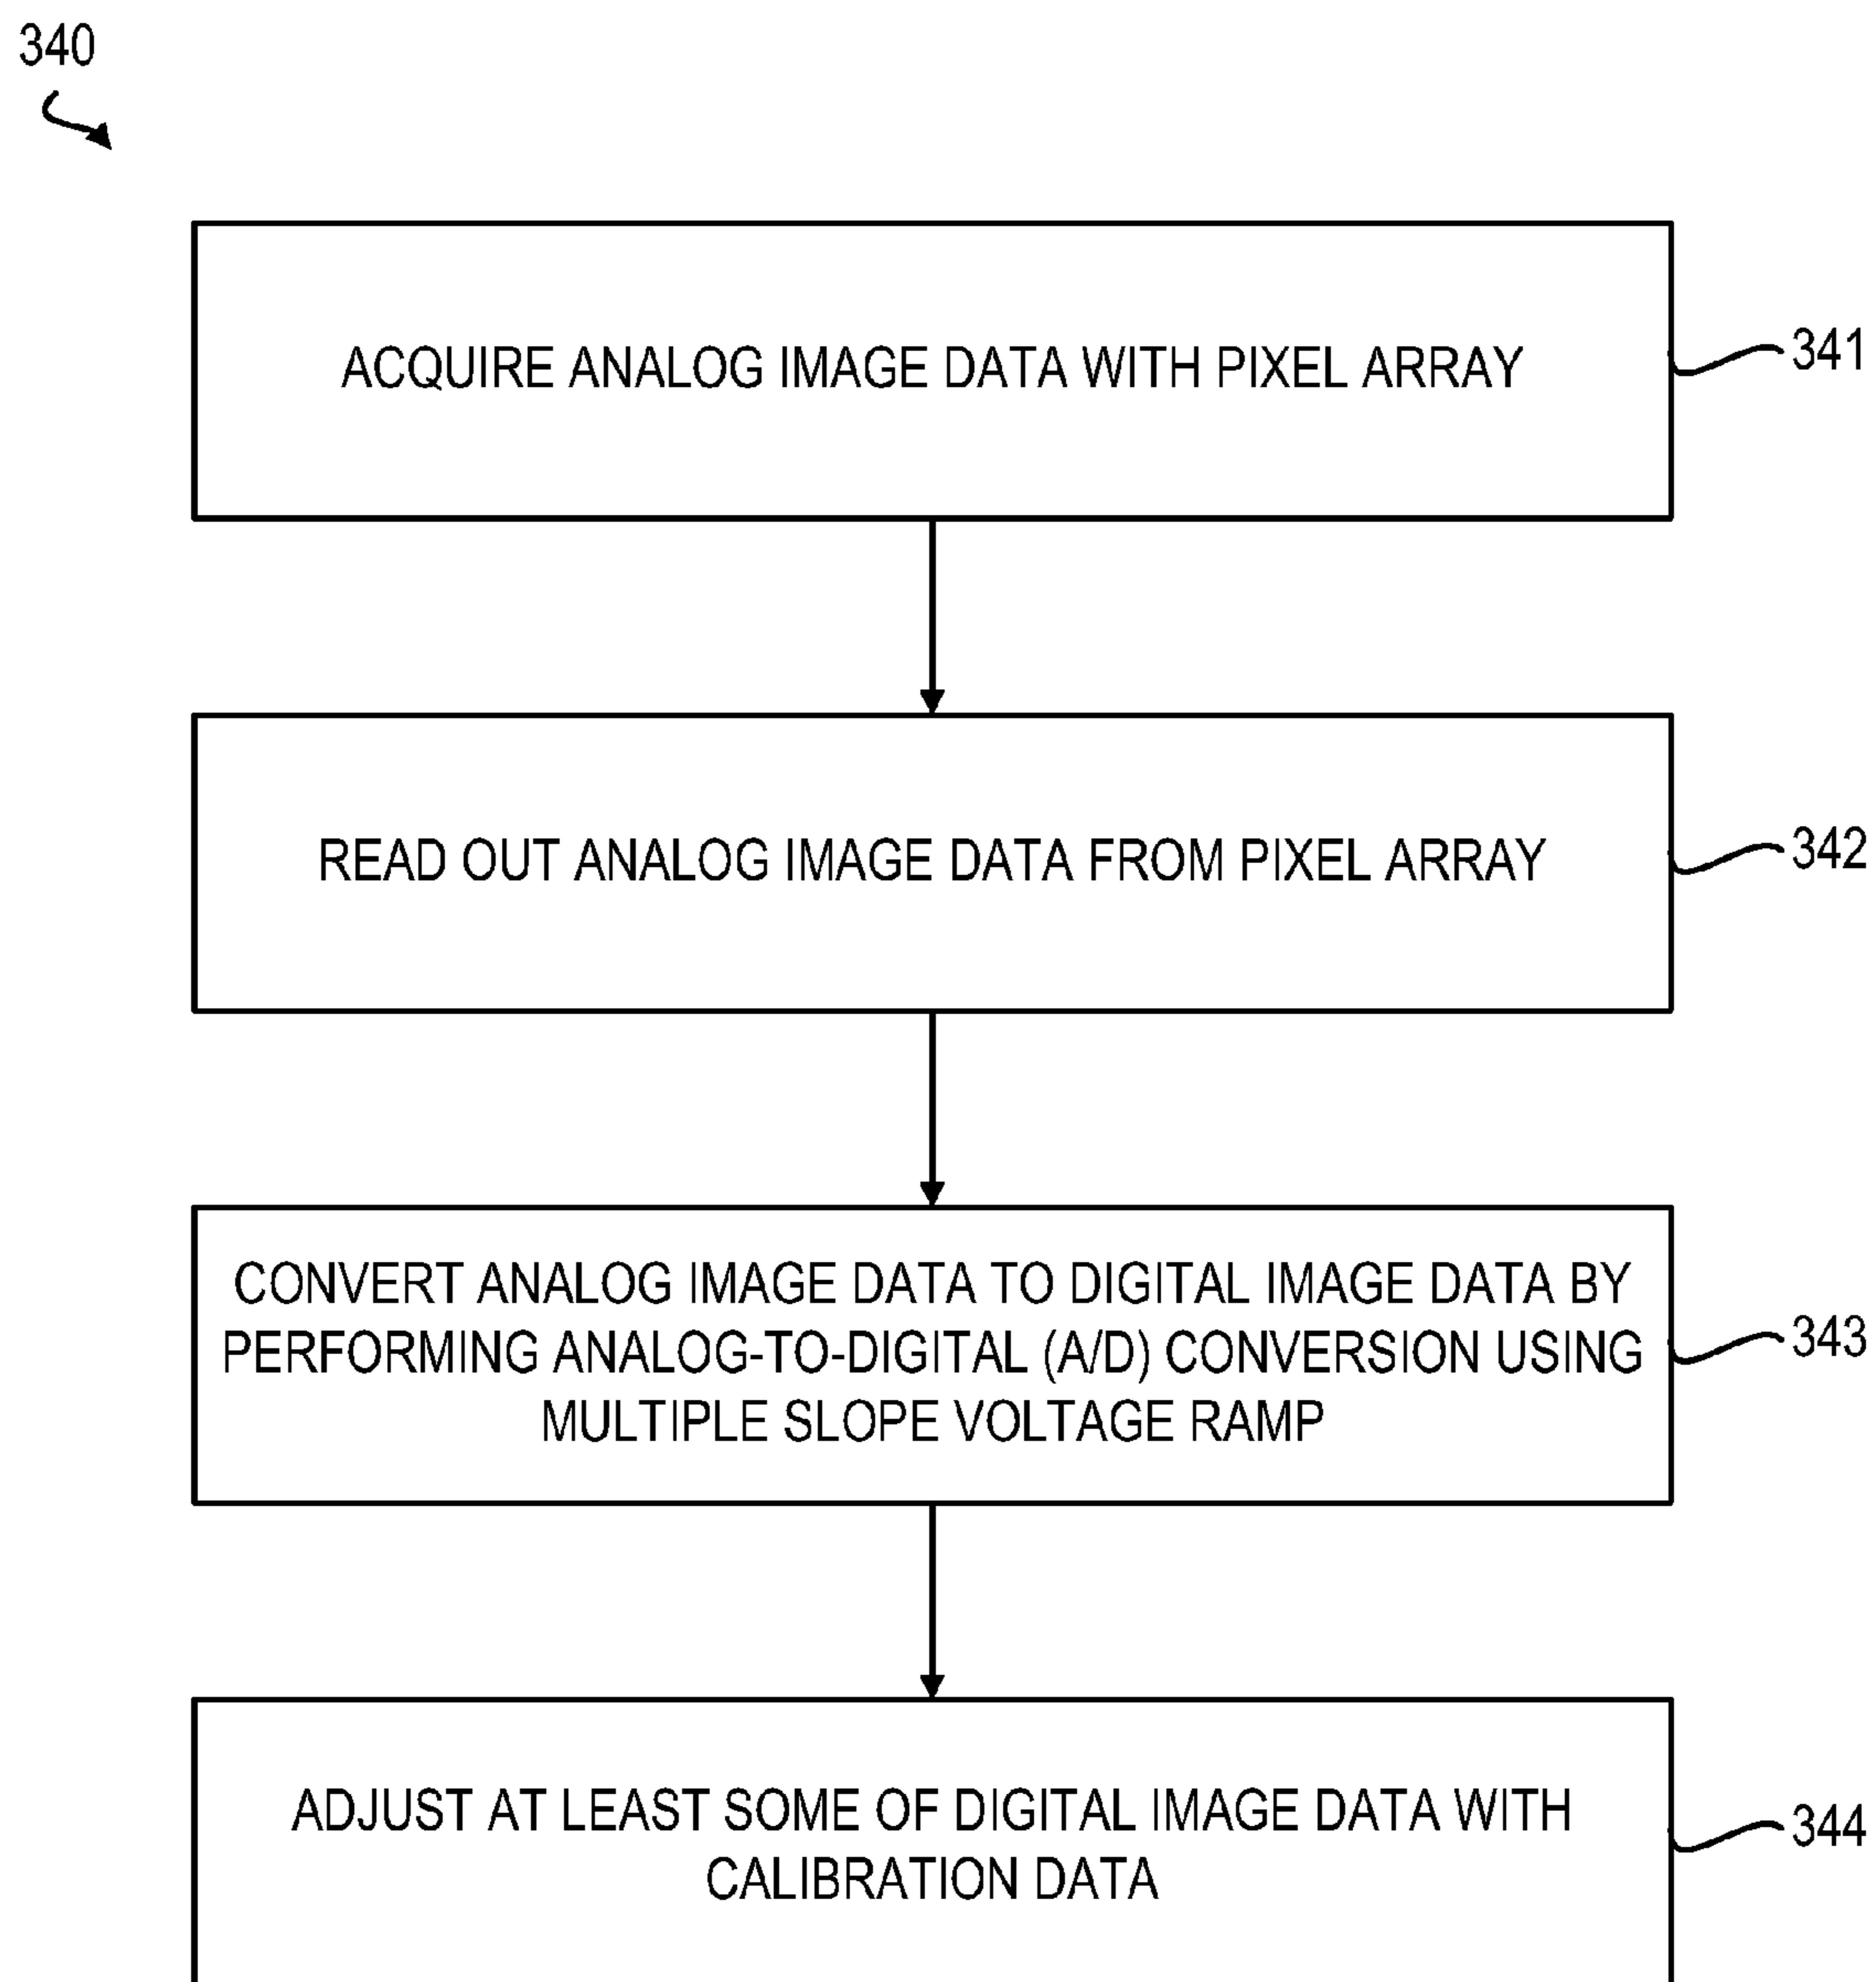 340
ACQUIRE ANALOG IMAGE DATA WITH PIXEL ARRAY
341
READ OUT ANALOG IMAGE DATA FROM PIXEL ARRAY
342
CONVERT ANALOG IMAGE DATA TO DIGITAL IMAGE DATA BY
PERFORMING ANALOG-TO-DIGITAL (A/D) CONVERSION USING
MULTIPLE SLOPE VOLTAGE RAMP
343
ADJUST AT LEAST SOME OF DIGITAL IMAGE DATA WITH
CALIBRATION DATA
344